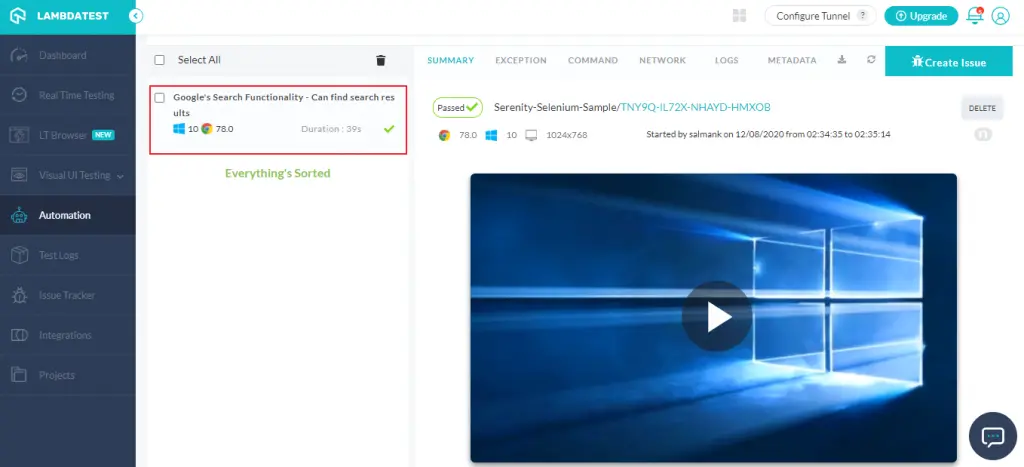 LAMBDATEST
Configure Tunnel ?
Upgrade
Dashboard
Real Time Testing
LT Browser NEW
Visual UI Testing
Automation
Test Logs
Issue Tracker
Integrations
Projects
Select All
Google's Search Functionality - Can find search res
ults
10 78.0 Duration : 39s
Everything's Sorted
SUMMARY EXCEPTION COMMAND NETWORK LOGS METADATA
Create Issue
Passed Serenity-Selenium-Sample/TNY9Q-IL72X-NHAYD-HMXOB
DELETE
78.0 10 1024x768 Started by salmank on 12/08/2020 from 02:34:35 to 02:35:14